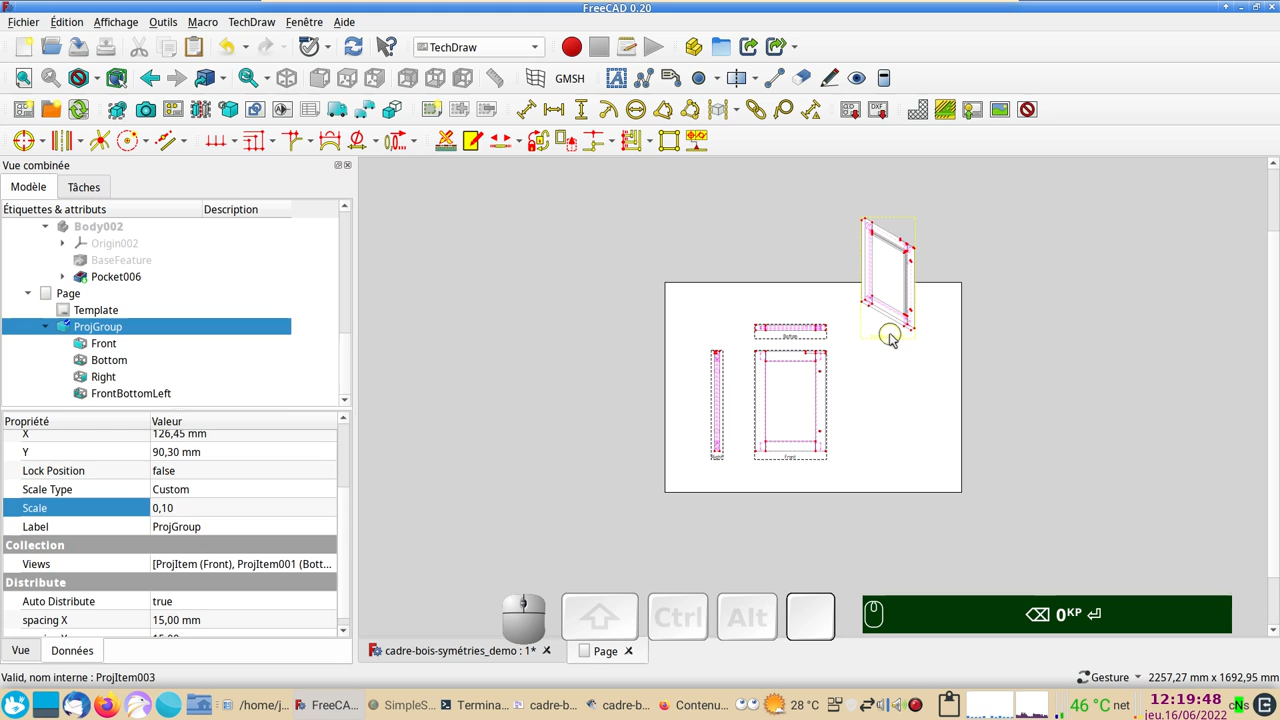 FreeCAD 0.20
Fichier Édition Affichage Outils Macro TechDraw Fenêtre Aide
TechDraw
GMSH
Vue combinée
Modèle Tâches
Étiquettes & attributs Description
Body002
Origin002
BaseFeature
Pocket006
Page
Template
ProjGroup
Front
Bottom
Right
FrontBottomLeft
Propriété Valeur
X 126,45 mm
Y 90,30 mm
Lock Position false
Scale Type Custom
Scale 0,10
Label ProjGroup
Collection
Views [ProjItem (Front), ProjItem001 (Bott...
Distribute
Auto Distribute true
spacing X 15,00 mm
Vue Données
Bottom
Right
Front
Ctrl Alt
⌫ 0ᴷᴾ ⏎
cadre-bois-symétries_demo : 1* Page
Valid, nom interne : ProjItem003
Gesture 2257,27 mm x 1692,95 mm
/home/j... FreeCA... SimpleS... Termina... cadre-b... cadre-b... Contenu... 28 °C 46 °C net 12:19:48 cNs
jeu.16/06/2022